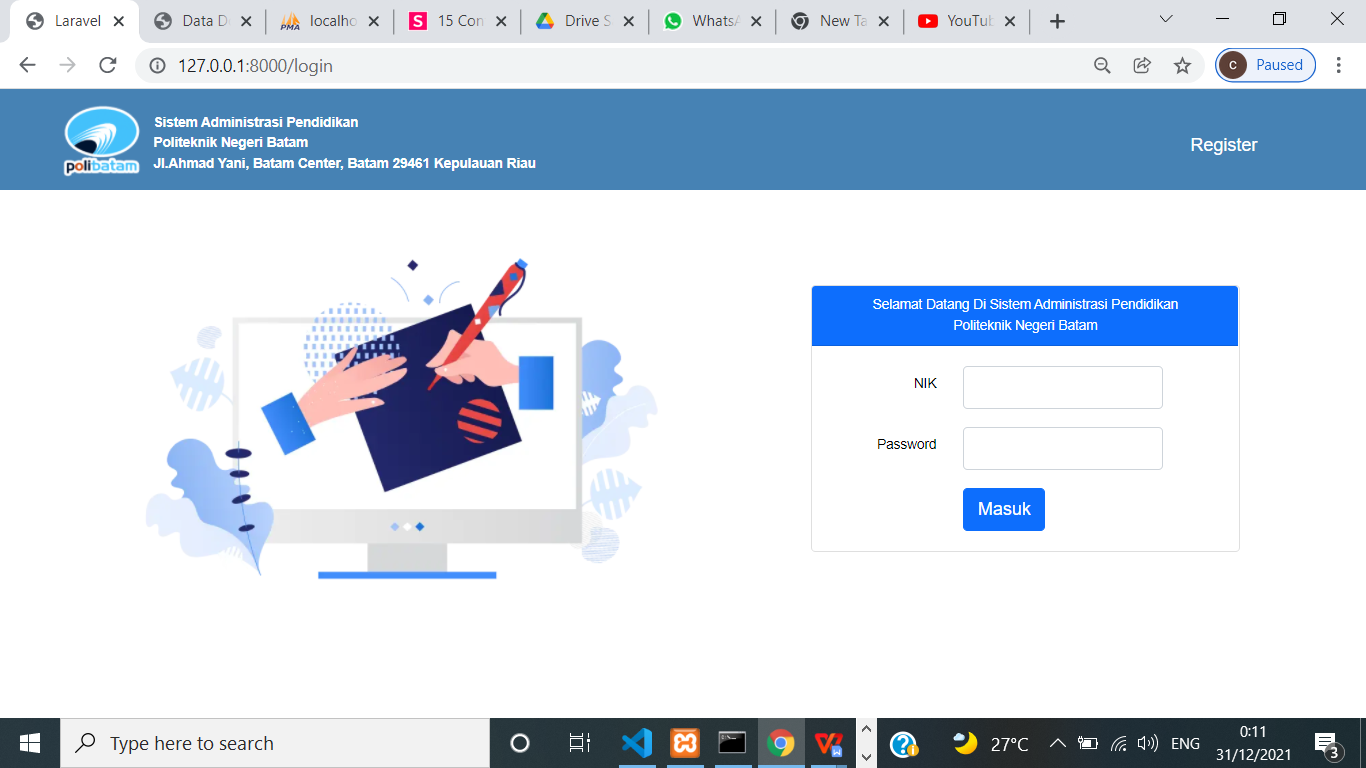 Laravel
Data D
localho
15 Con
Drive S
WhatsA
New Ta
YouTub
127.0.0.1:8000/login
c
Paused
polibatam
Sistem Administrasi Pendidikan
Politeknik Negeri Batam
Jl.Ahmad Yani, Batam Center, Batam 29461 Kepulauan Riau
Register
Selamat Datang Di Sistem Administrasi Pendidikan
Politeknik Negeri Batam
NIK
Password
Masuk
Type here to search
27°C
ENG
0:11
31/12/2021
3